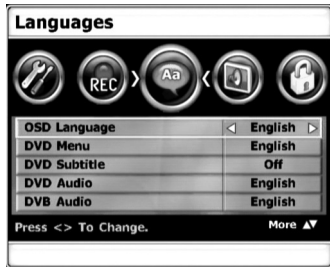 Languages
REC
Aa
OSD Language English
DVD Menu English
DVD Subtitle Off
DVD Audio English
DVB Audio English
Press <> To Change. More ▲▼